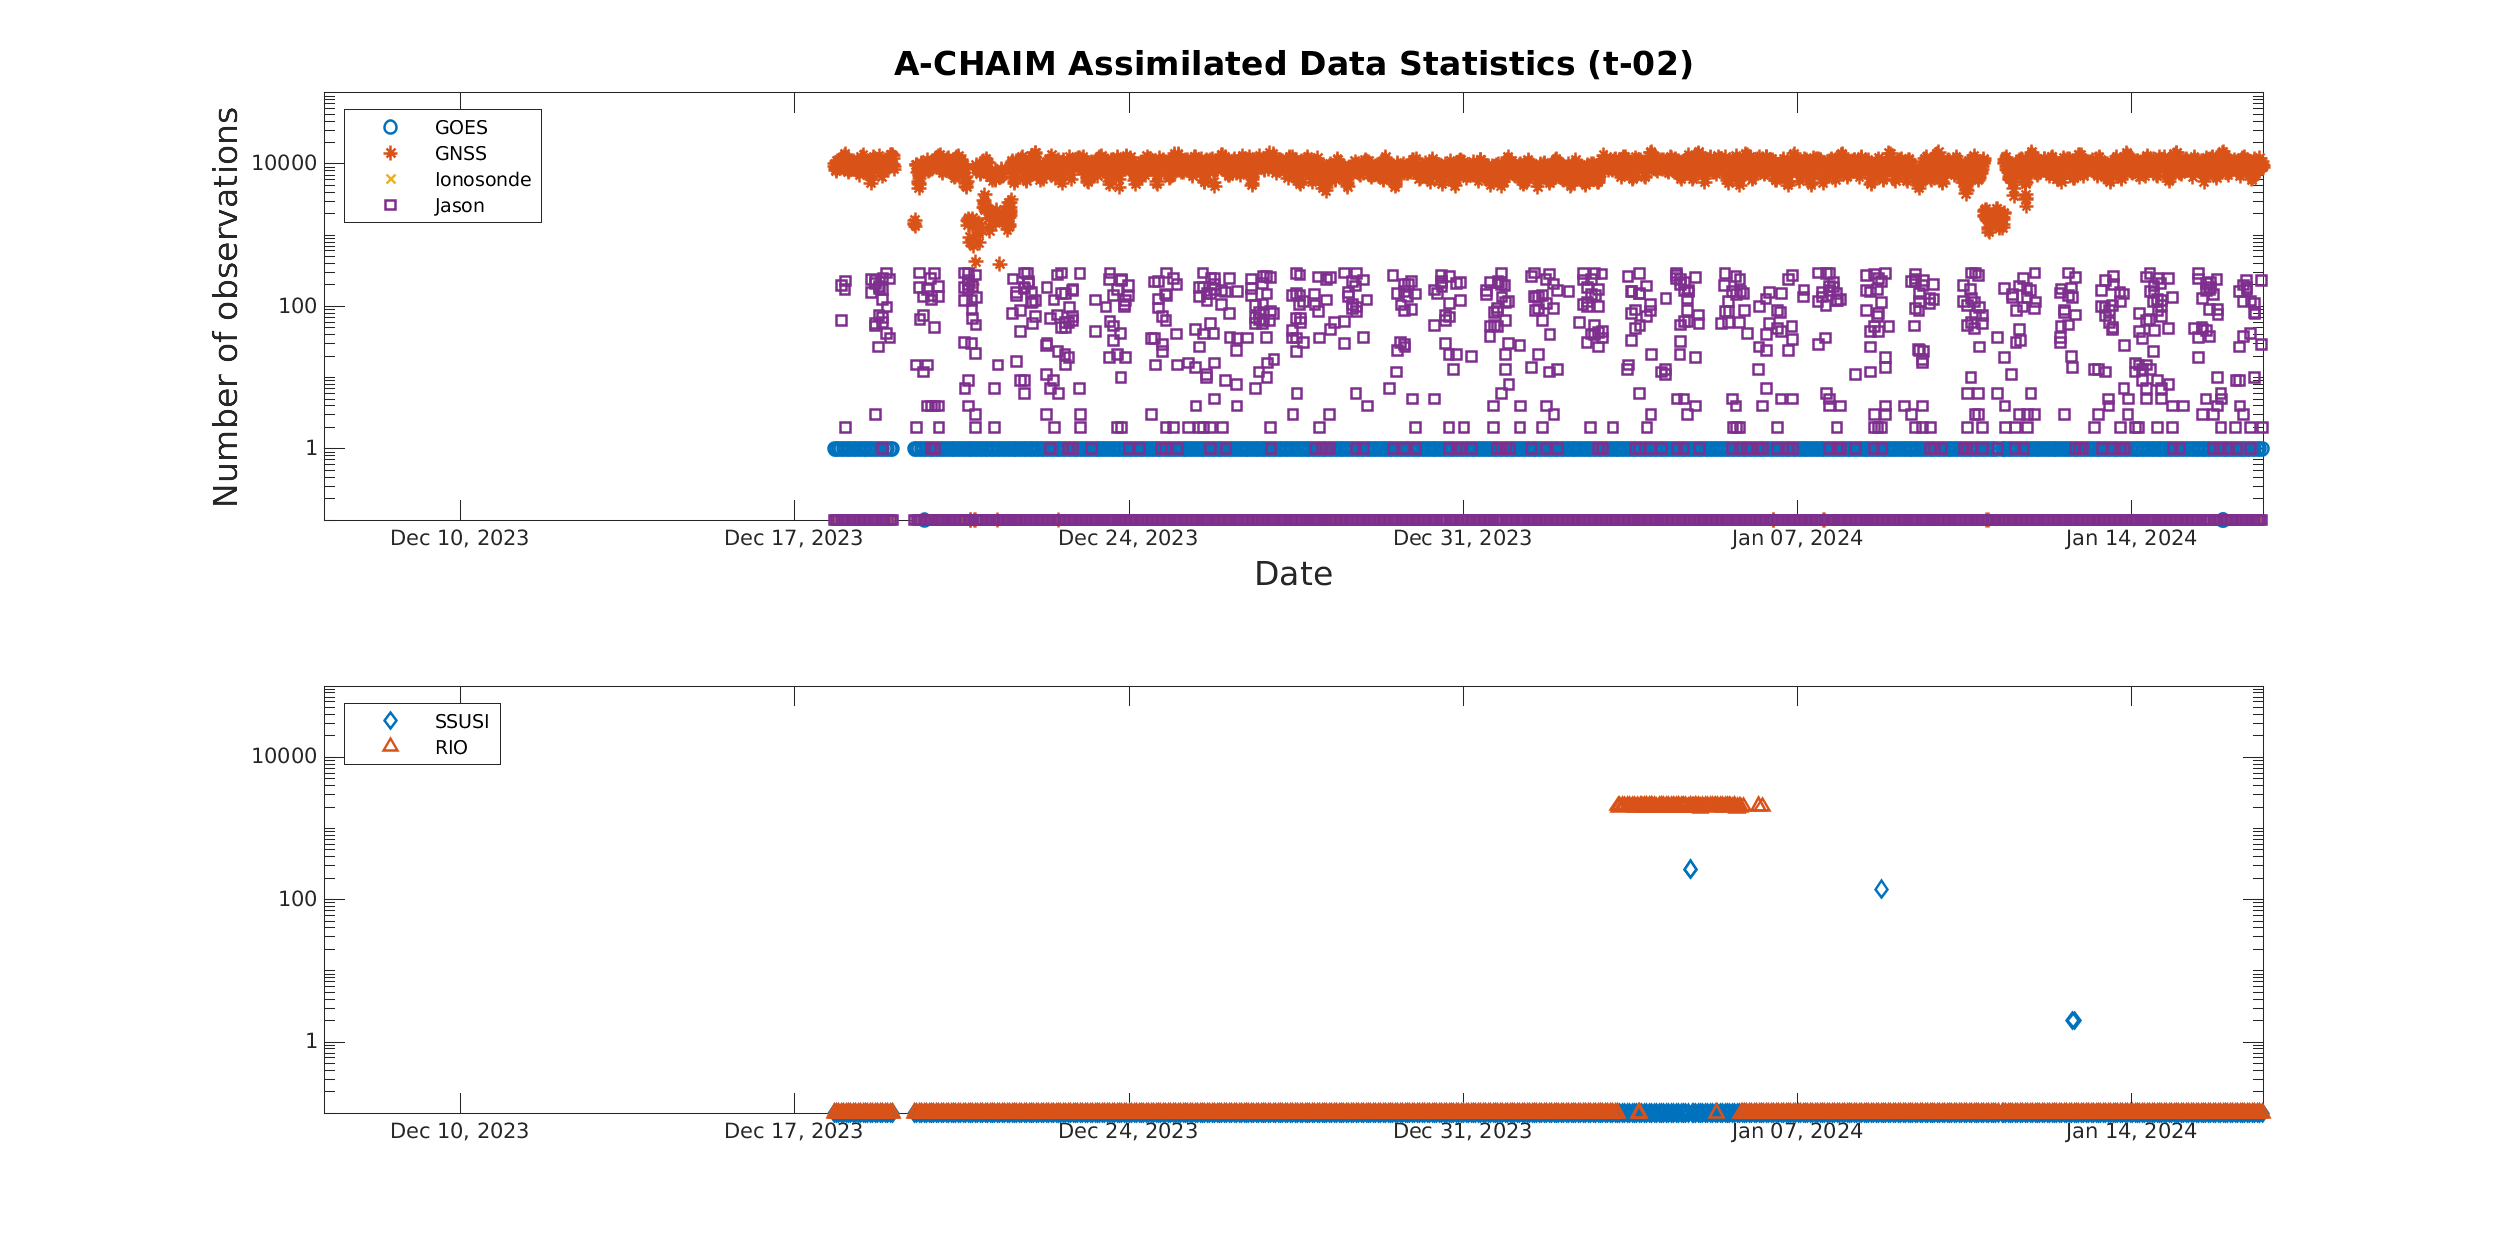 A-CHAIM Assimilated Data Statistics (t-02)
Number of observations
10000
100
1
GOES
GNSS
Ionosonde
Jason
Dec 10, 2023 Dec 17, 2023 Dec 24, 2023 Dec 31, 2023 Jan 07, 2024 Jan 14, 2024
Date
10000
100
1
SSUSI
RIO
Dec 10, 2023 Dec 17, 2023 Dec 24, 2023 Dec 31, 2023 Jan 07, 2024 Jan 14, 2024